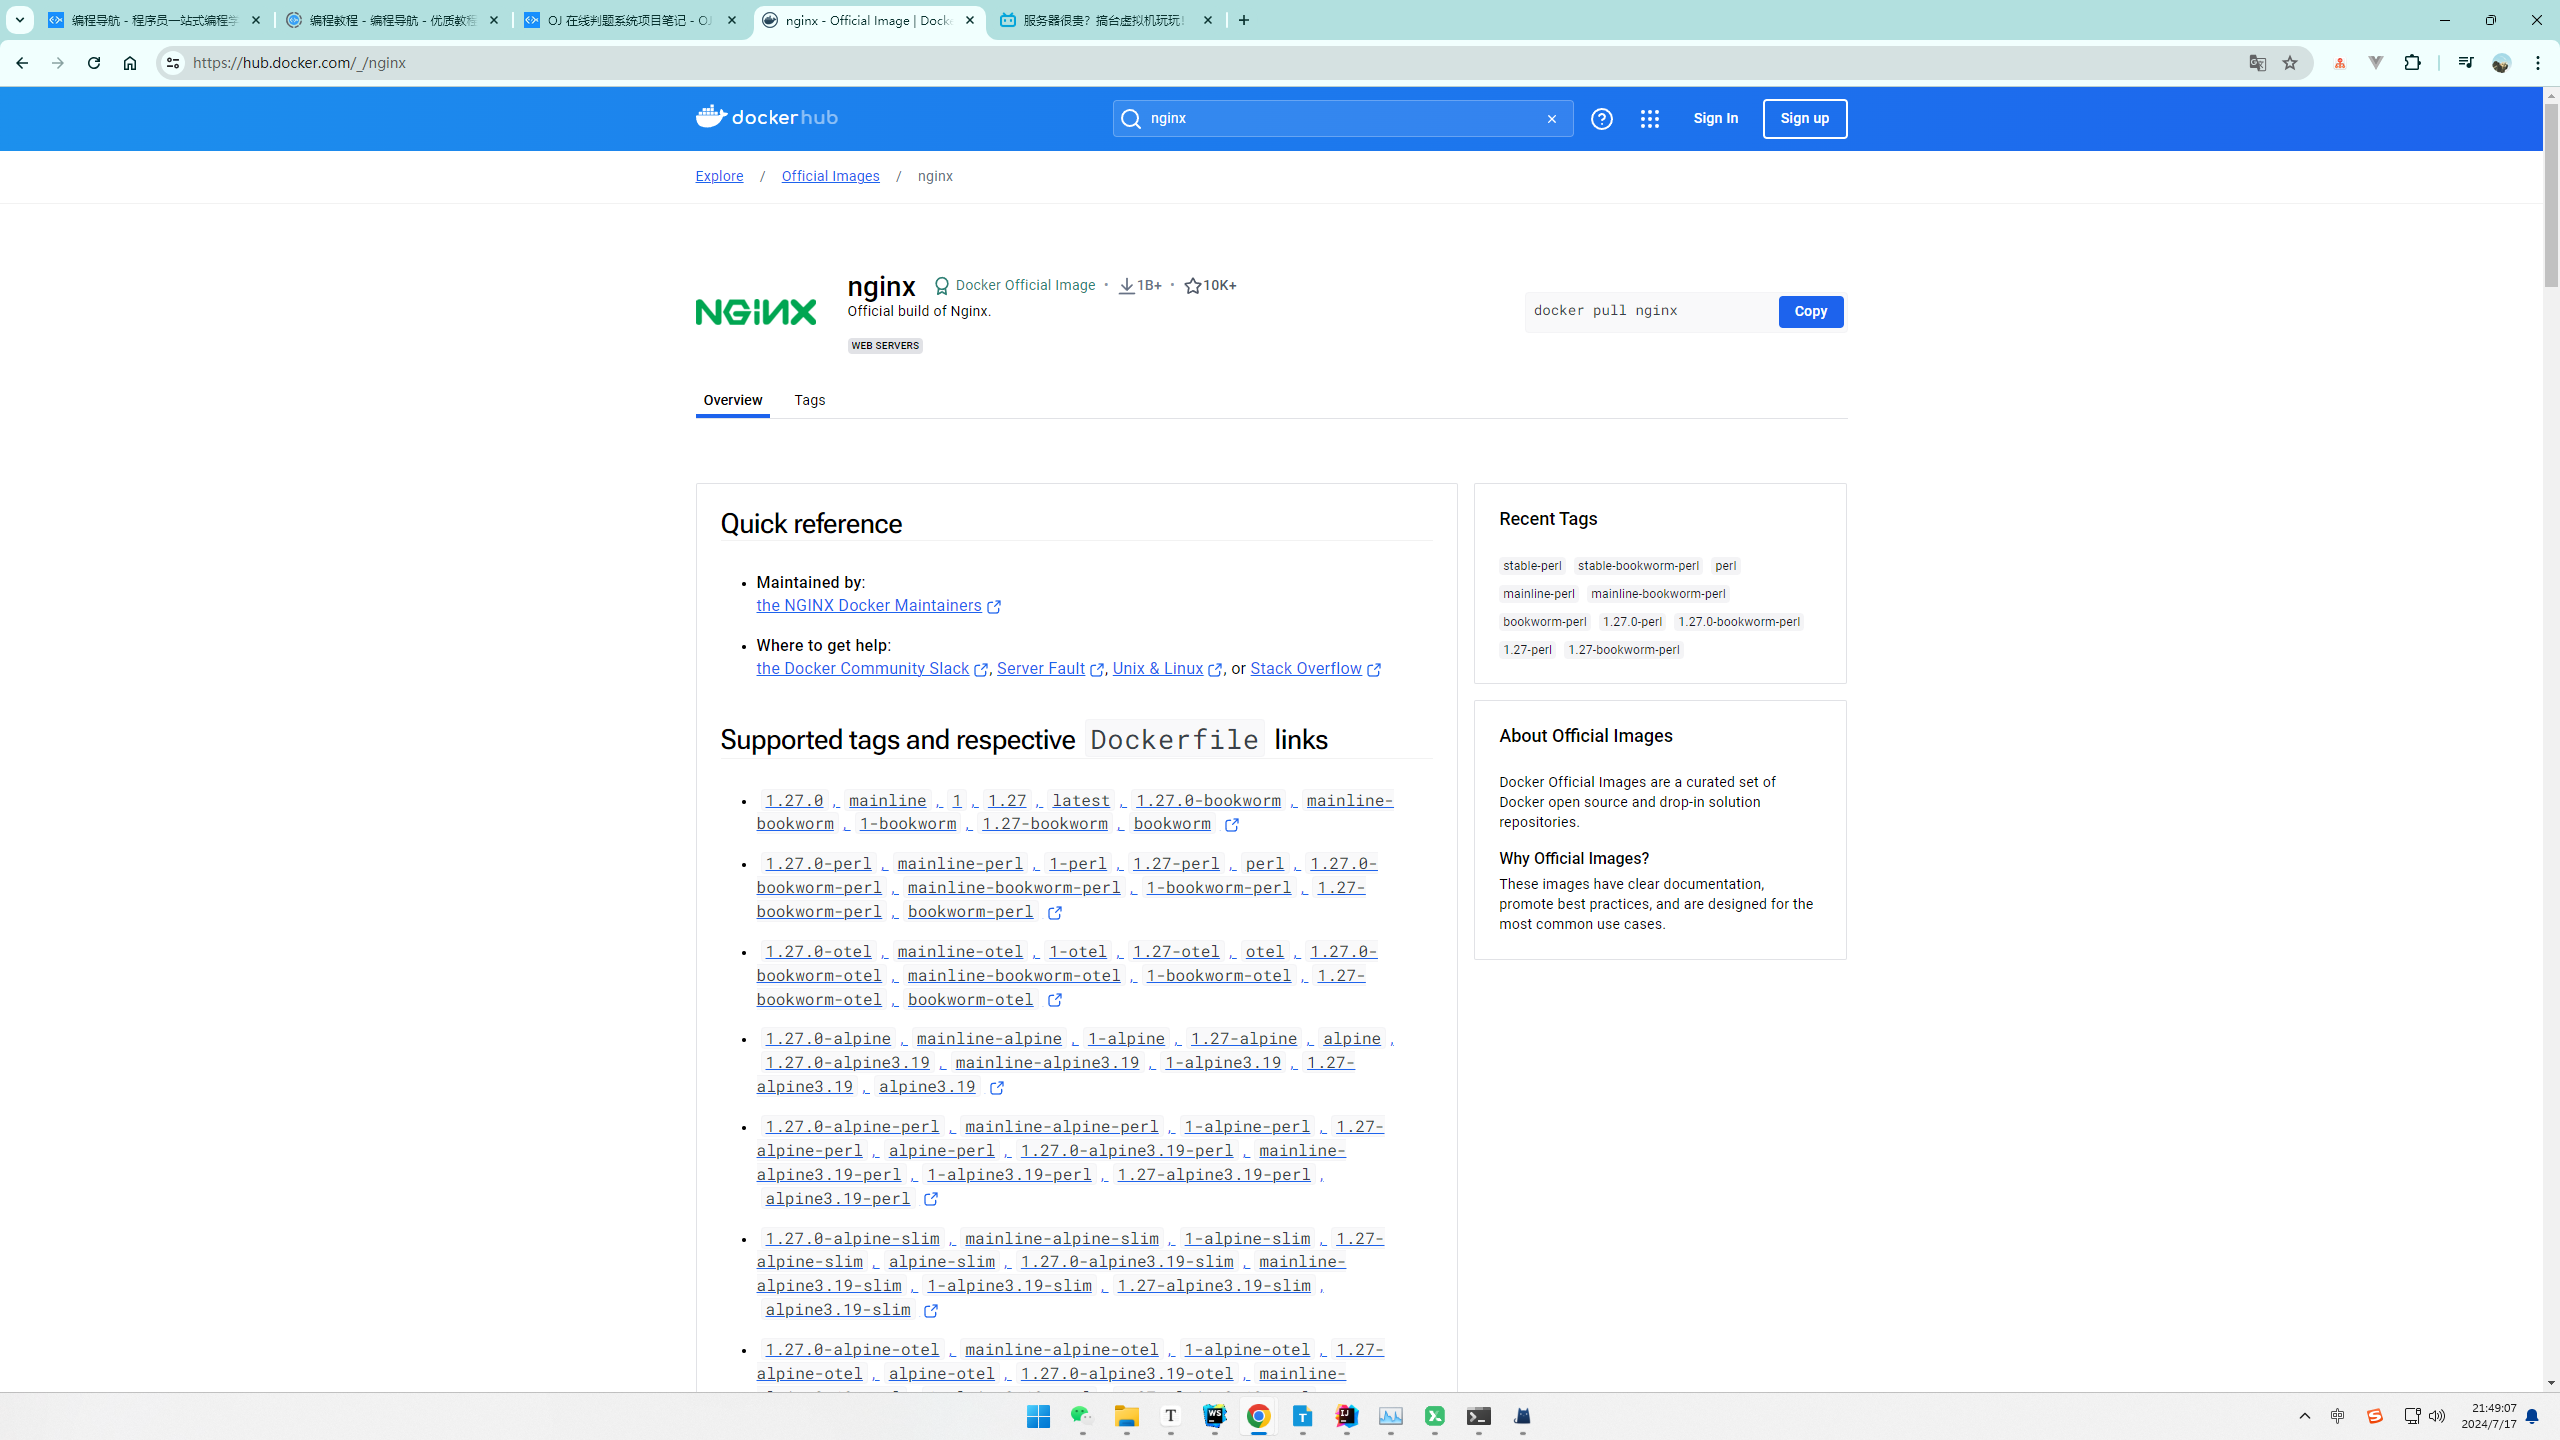 编程导航 - 程序员一站式编程学
编程教程 - 编程导航 - 优质教程
OJ 在线判题系统项目笔记 - OJ
nginx - Official Image | Docke
服务器很贵？搞台虚拟机玩玩！
https://hub.docker.com/_/nginx
dockerhub
nginx
Sign In
Sign up
Explore / Official Images / nginx
NGINX
nginx Docker Official Image • 1B+ • 10K+
Official build of Nginx.
WEB SERVERS
docker pull nginx
Copy
Overview Tags
Quick reference
Maintained by:
the NGINX Docker Maintainers
Where to get help:
the Docker Community Slack, Server Fault, Unix & Linux, or Stack Overflow
Supported tags and respective Dockerfile links
1.27.0, mainline, 1, 1.27, latest, 1.27.0-bookworm, mainline-
bookworm, 1-bookworm, 1.27-bookworm, bookworm
1.27.0-perl, mainline-perl, 1-perl, 1.27-perl, perl, 1.27.0-
bookworm-perl, mainline-bookworm-perl, 1-bookworm-perl, 1.27-
bookworm-perl, bookworm-perl
1.27.0-otel, mainline-otel, 1-otel, 1.27-otel, otel, 1.27.0-
bookworm-otel, mainline-bookworm-otel, 1-bookworm-otel, 1.27-
bookworm-otel, bookworm-otel
1.27.0-alpine, mainline-alpine, 1-alpine, 1.27-alpine, alpine,
1.27.0-alpine3.19, mainline-alpine3.19, 1-alpine3.19, 1.27-
alpine3.19, alpine3.19
1.27.0-alpine-perl, mainline-alpine-perl, 1-alpine-perl, 1.27-
alpine-perl, alpine-perl, 1.27.0-alpine3.19-perl, mainline-
alpine3.19-perl, 1-alpine3.19-perl, 1.27-alpine3.19-perl,
alpine3.19-perl
1.27.0-alpine-slim, mainline-alpine-slim, 1-alpine-slim, 1.27-
alpine-slim, alpine-slim, 1.27.0-alpine3.19-slim, mainline-
alpine3.19-slim, 1-alpine3.19-slim, 1.27-alpine3.19-slim,
alpine3.19-slim
1.27.0-alpine-otel, mainline-alpine-otel, 1-alpine-otel, 1.27-
alpine-otel, alpine-otel, 1.27.0-alpine3.19-otel, mainline-
Recent Tags
stable-perl stable-bookworm-perl perl
mainline-perl mainline-bookworm-perl
bookworm-perl 1.27.0-perl 1.27.0-bookworm-perl
1.27-perl 1.27-bookworm-perl
About Official Images
Docker Official Images are a curated set of
Docker open source and drop-in solution
repositories.
Why Official Images?
These images have clear documentation,
promote best practices, and are designed for the
most common use cases.
中
21:49:07
2024/7/17